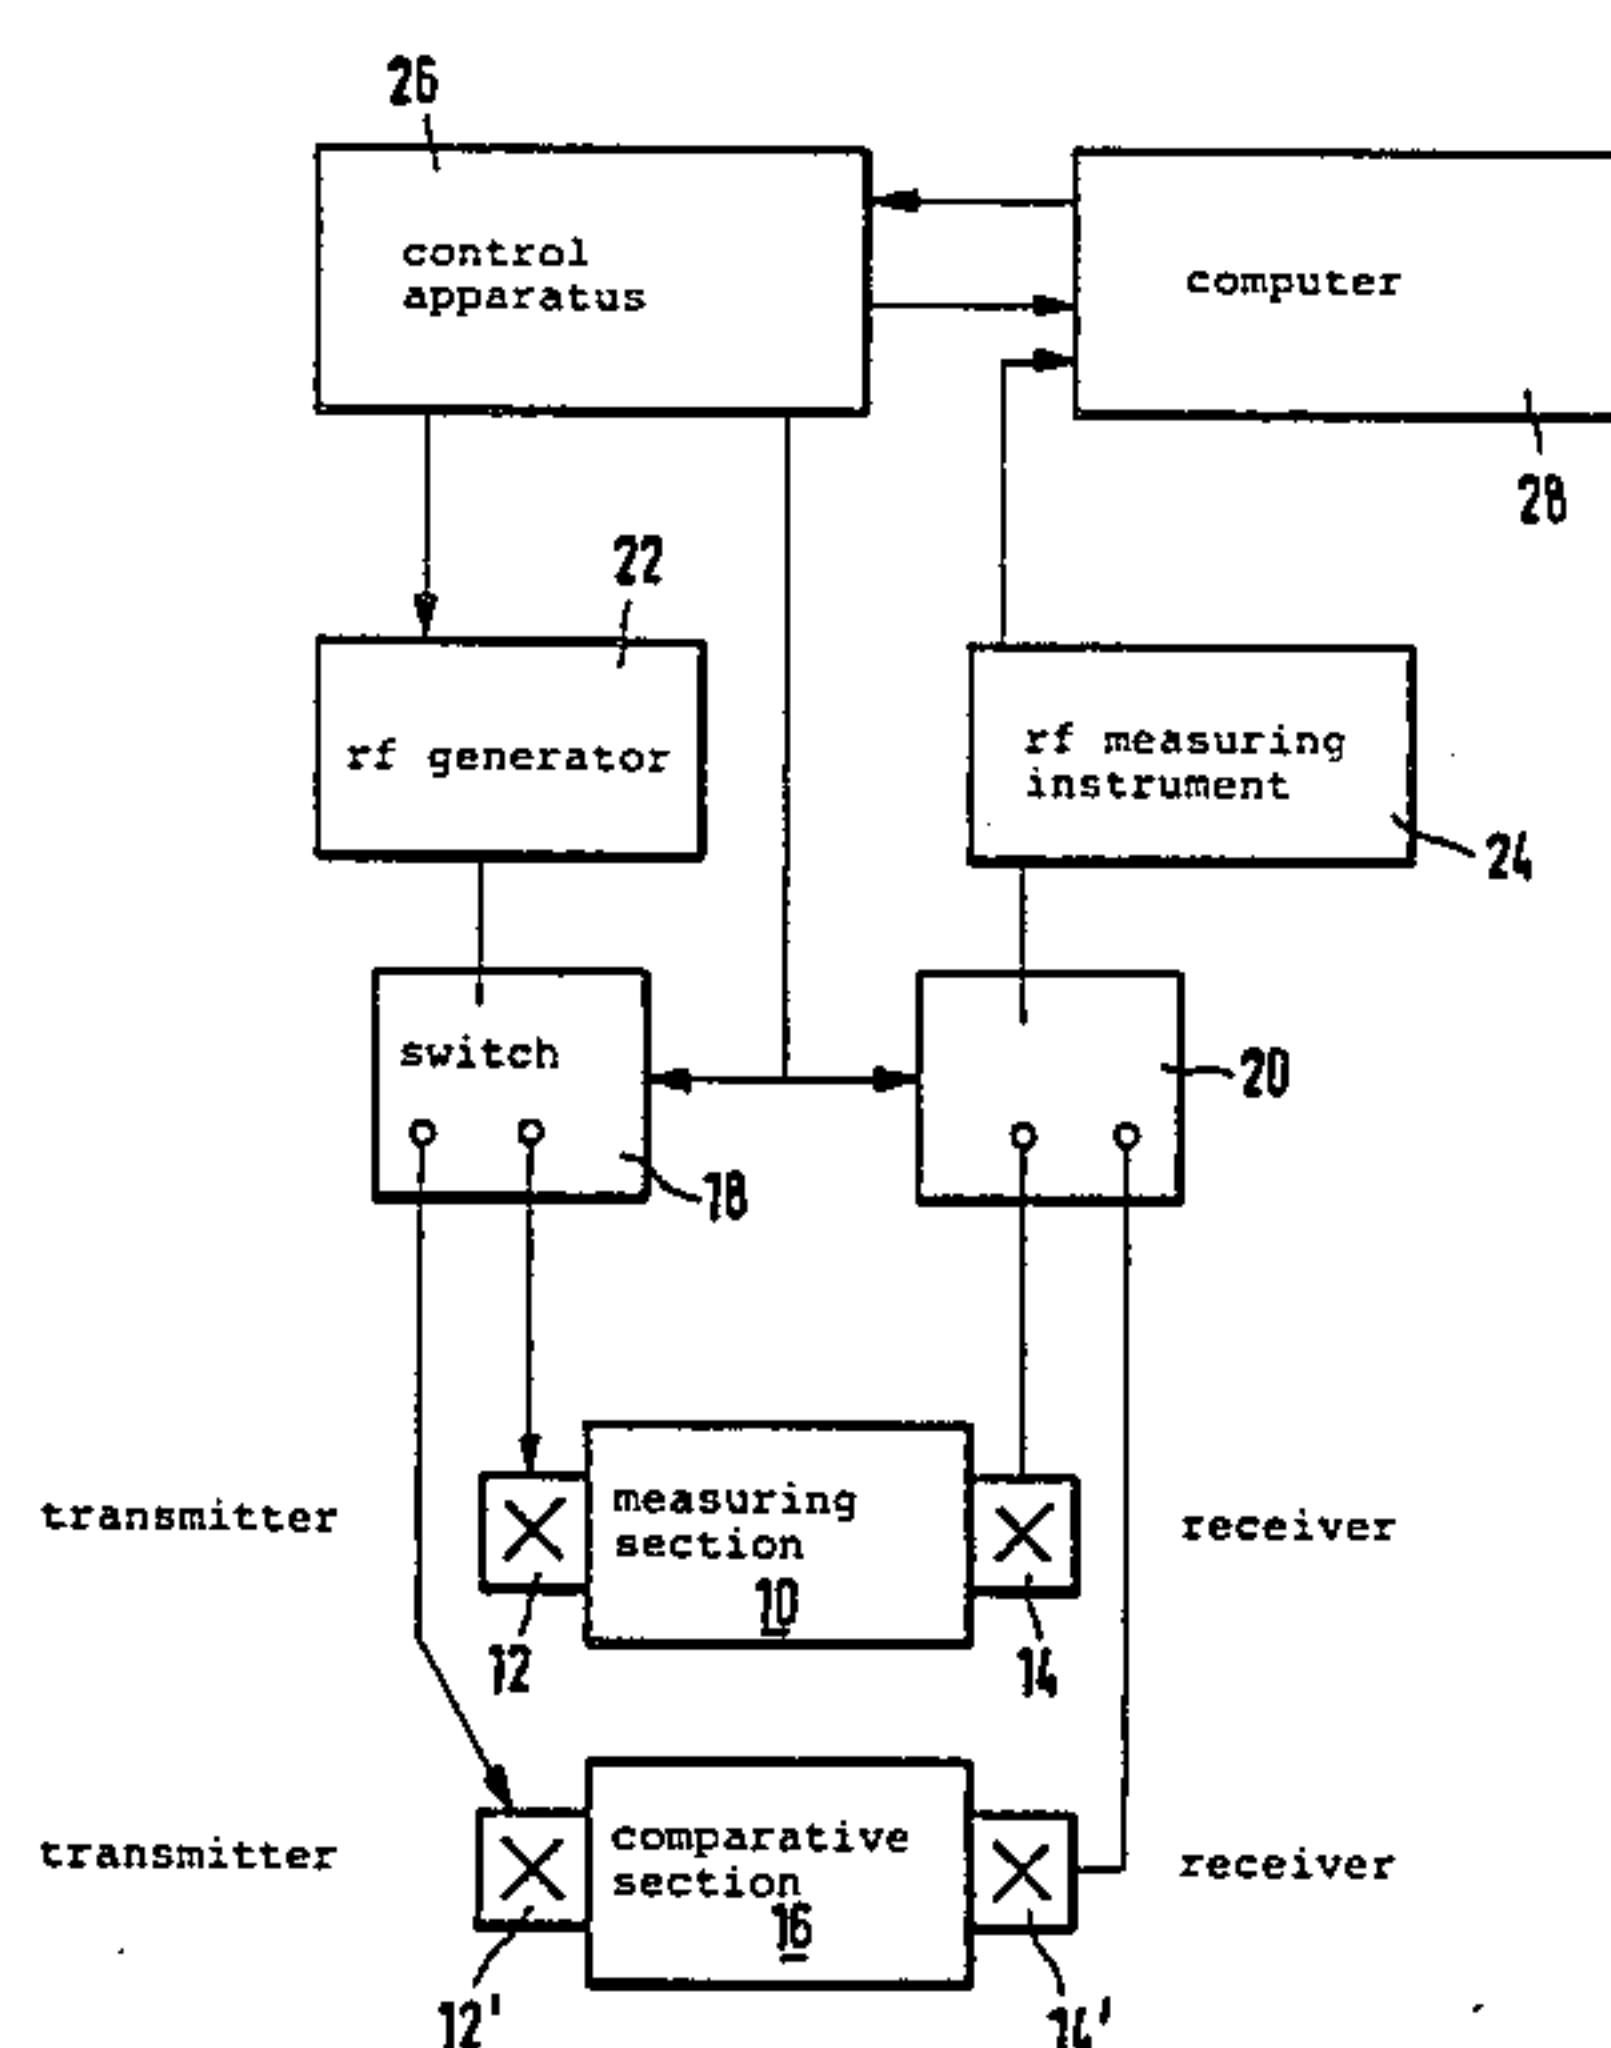 26
control
apparatus
computer
28
22
rf generator
rf measuring
instrument
24
switch
20
18
transmitter
measuring
section
10
receiver
12
14
transmitter
comparative
section
16
receiver
12'
14'